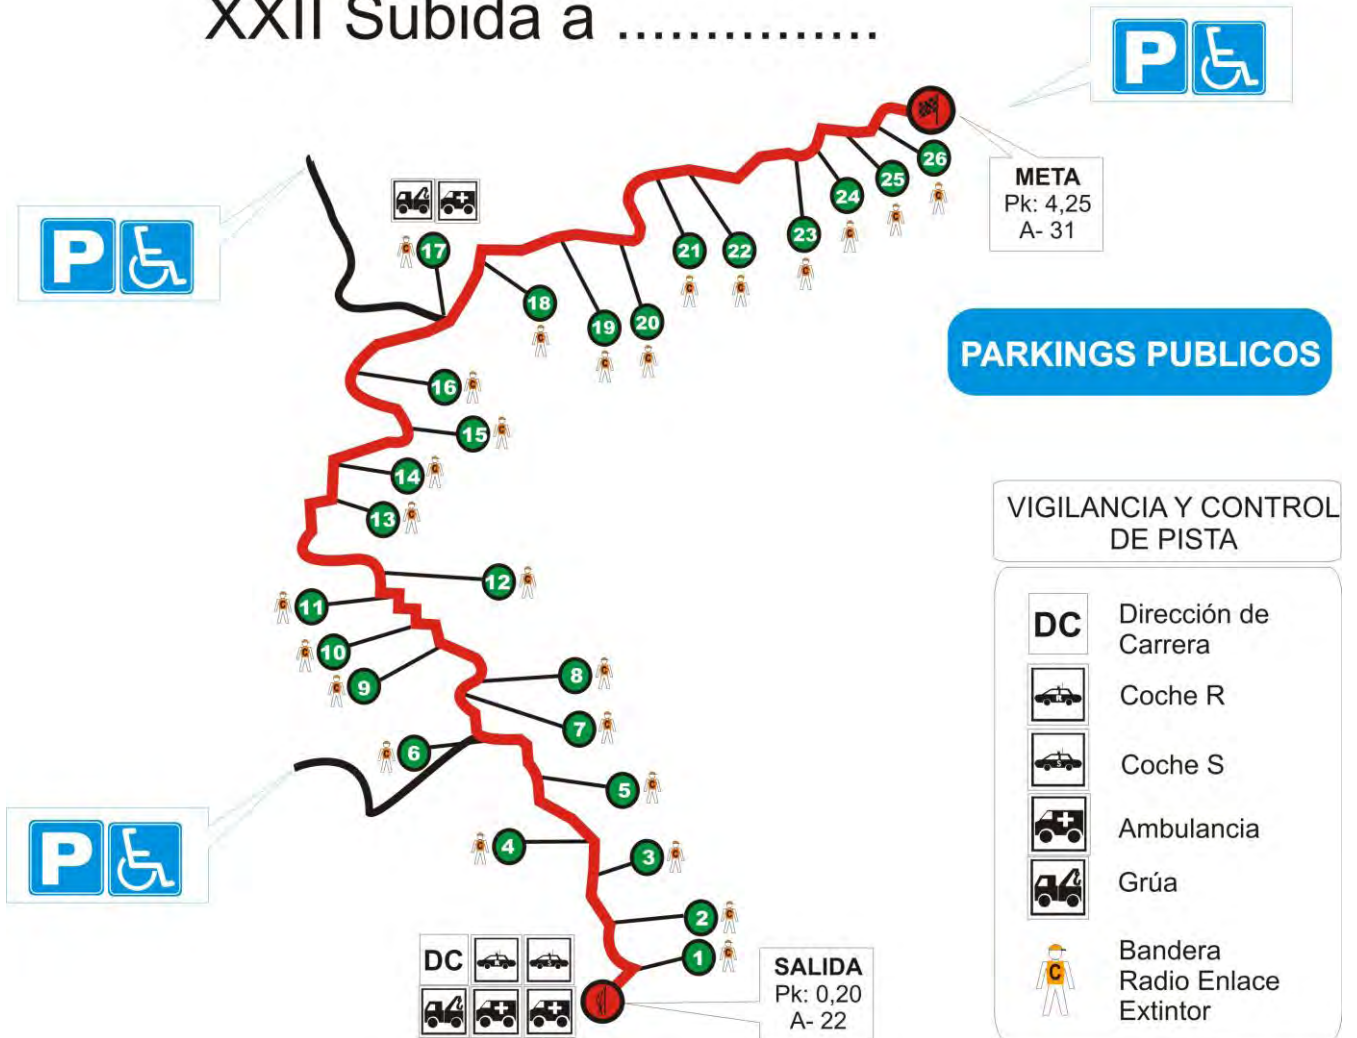 XXII Subida a ...............
P
P
META
Pk: 4,25
A- 31
26
25
24
23
22
21
20
19
18
17
PARKINGS PUBLICOS
16
15
14
13
12
11
10
9
8
7
6
5
4
3
2
1
P
DC
R
S
SALIDA
Pk: 0,20
A- 22
VIGILANCIA Y CONTROL
DE PISTA
DC
Dirección de
Carrera
R
Coche R
S
Coche S
Ambulancia
Grúa
C
Bandera
Radio Enlace
Extintor